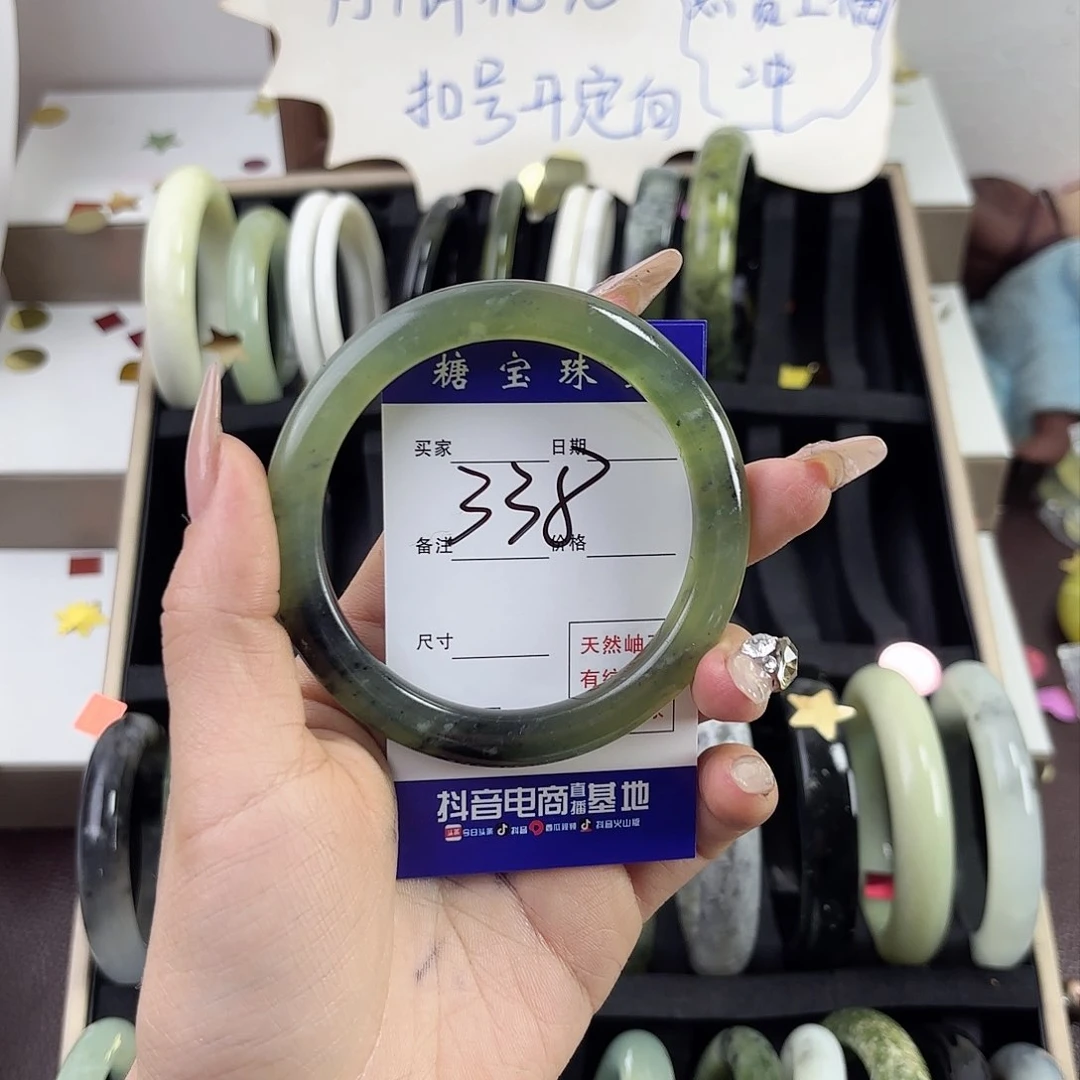 扣号开定向
冲
糖宝珠
买家 日期
338
备注 价格
尺寸
天然岫
有纹
抖音电商直播基地
今日头条 抖音 西瓜视频 抖音火山版